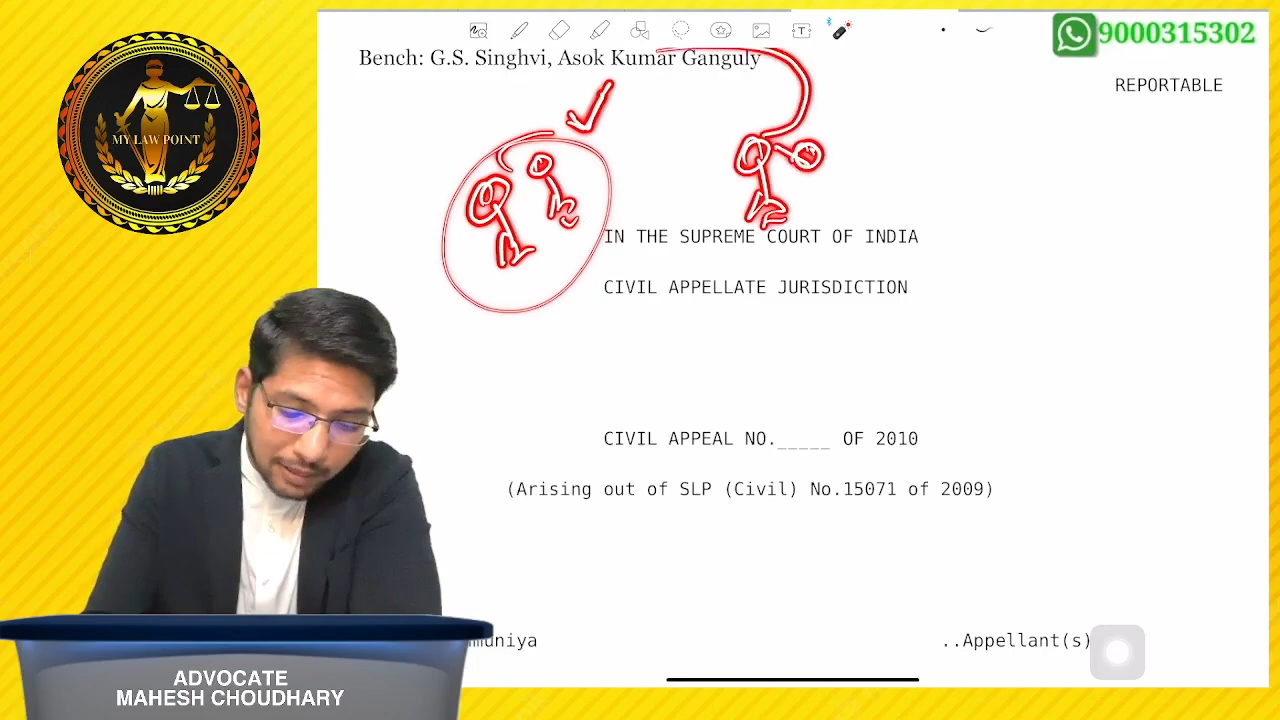 9000315302
Bench: G.S. Singhvi, Asok Kumar Ganguly
REPORTABLE
MY LAW POINT
IN THE SUPREME COURT OF INDIA
CIVIL APPELLATE JURISDICTION
CIVIL APPEAL NO._____ OF 2010
(Arising out of SLP (Civil) No.15071 of 2009)
..Appellant(s)
ADVOCATE
MAHESH CHOUDHARY